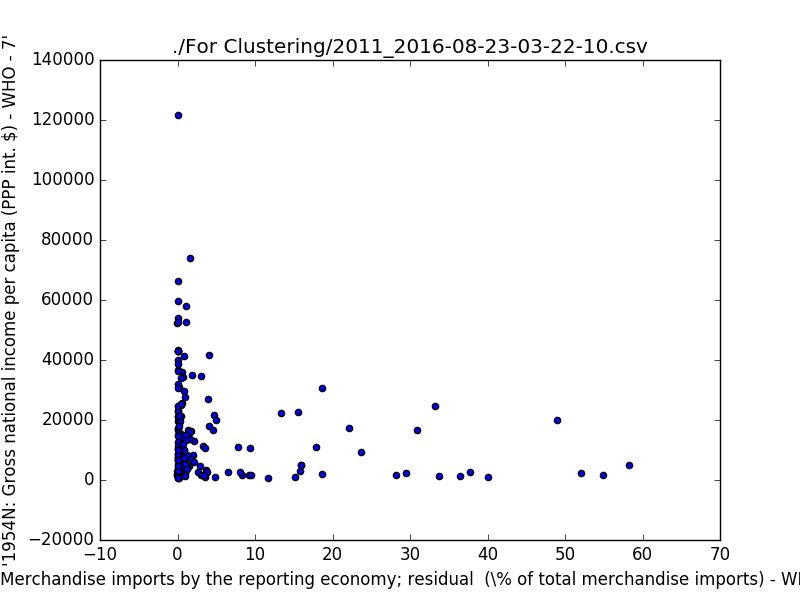 ./For Clustering/2011_2016-08-23-03-22-10.csv
'1954N: Gross national income per capita (PPP int. $) - WHO - 7'
140000
120000
100000
80000
60000
40000
20000
0
−20000
−10 0 10 20 30 40 50 60 70
Merchandise imports by the reporting economy; residual (\% of total merchandise imports) -